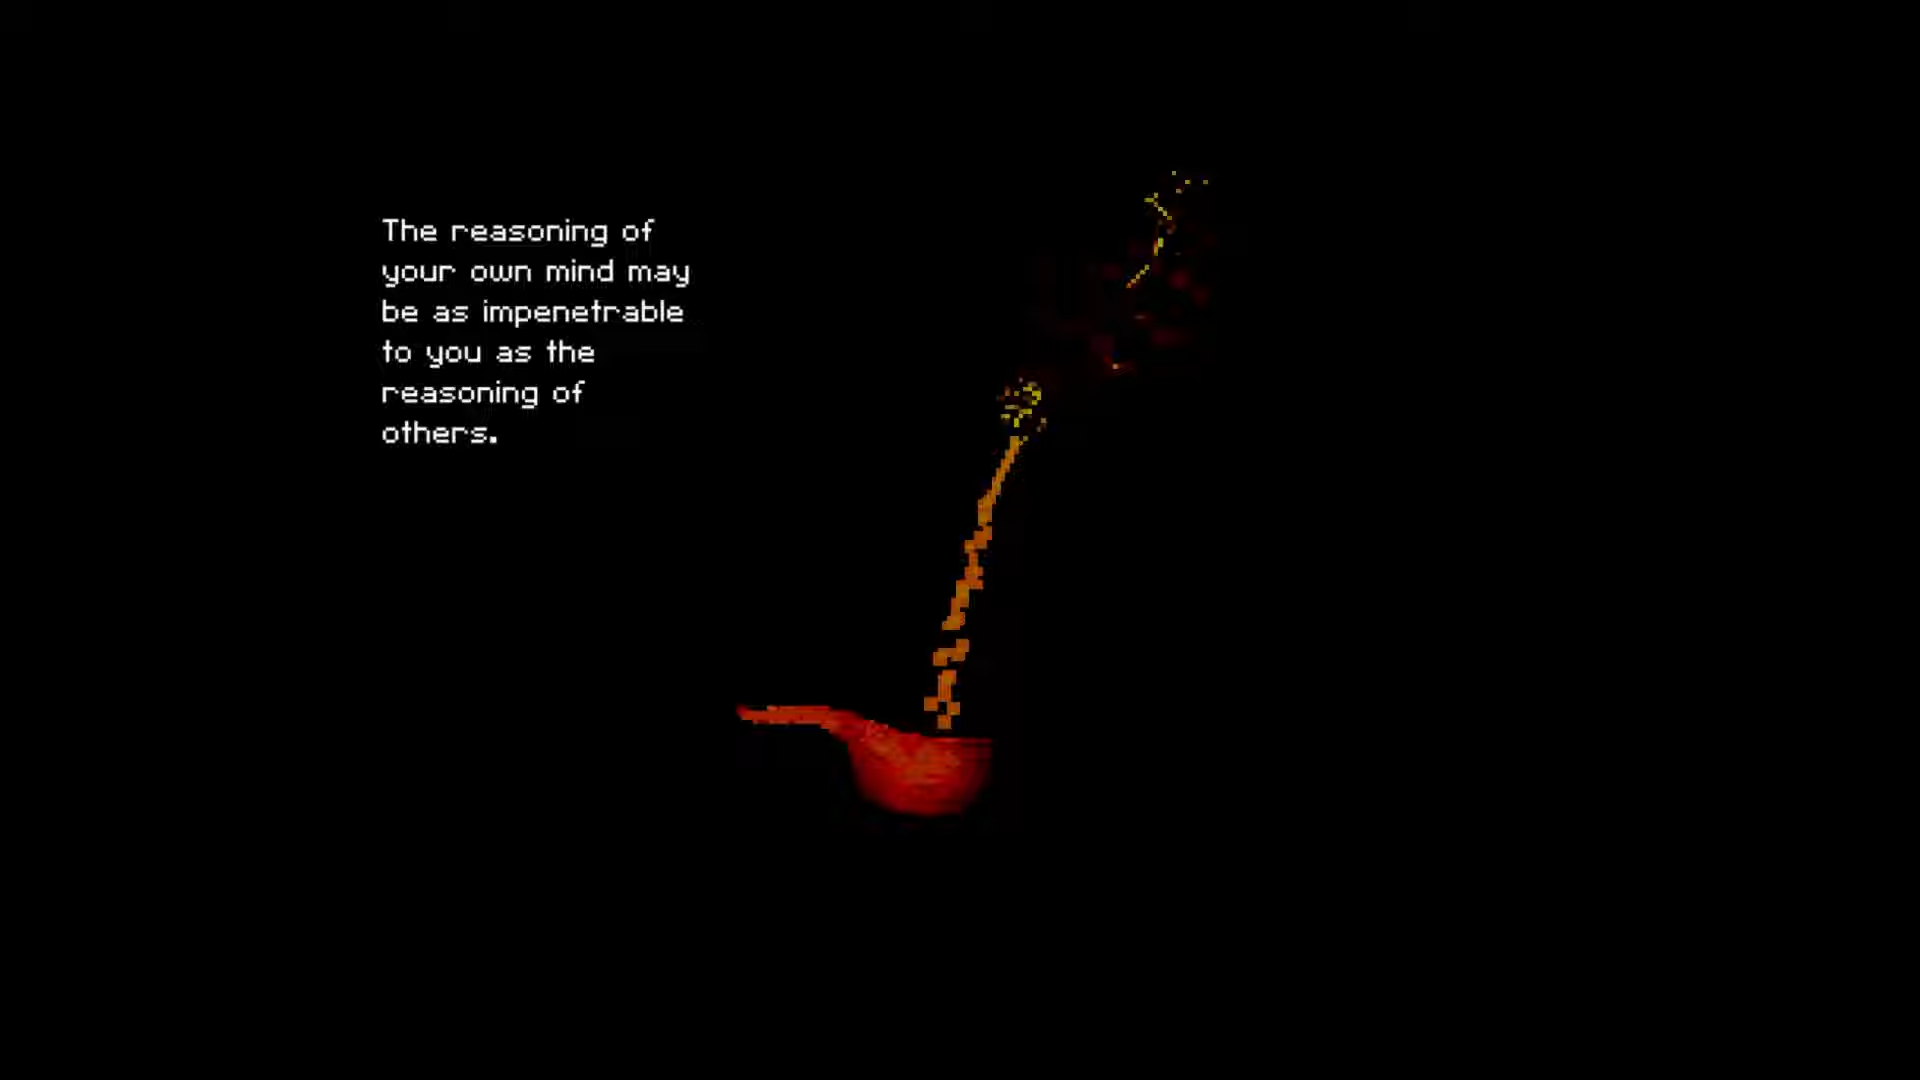 The reasoning of
your own mind may
be as impenetrable
to you as the
reasoning of
others.